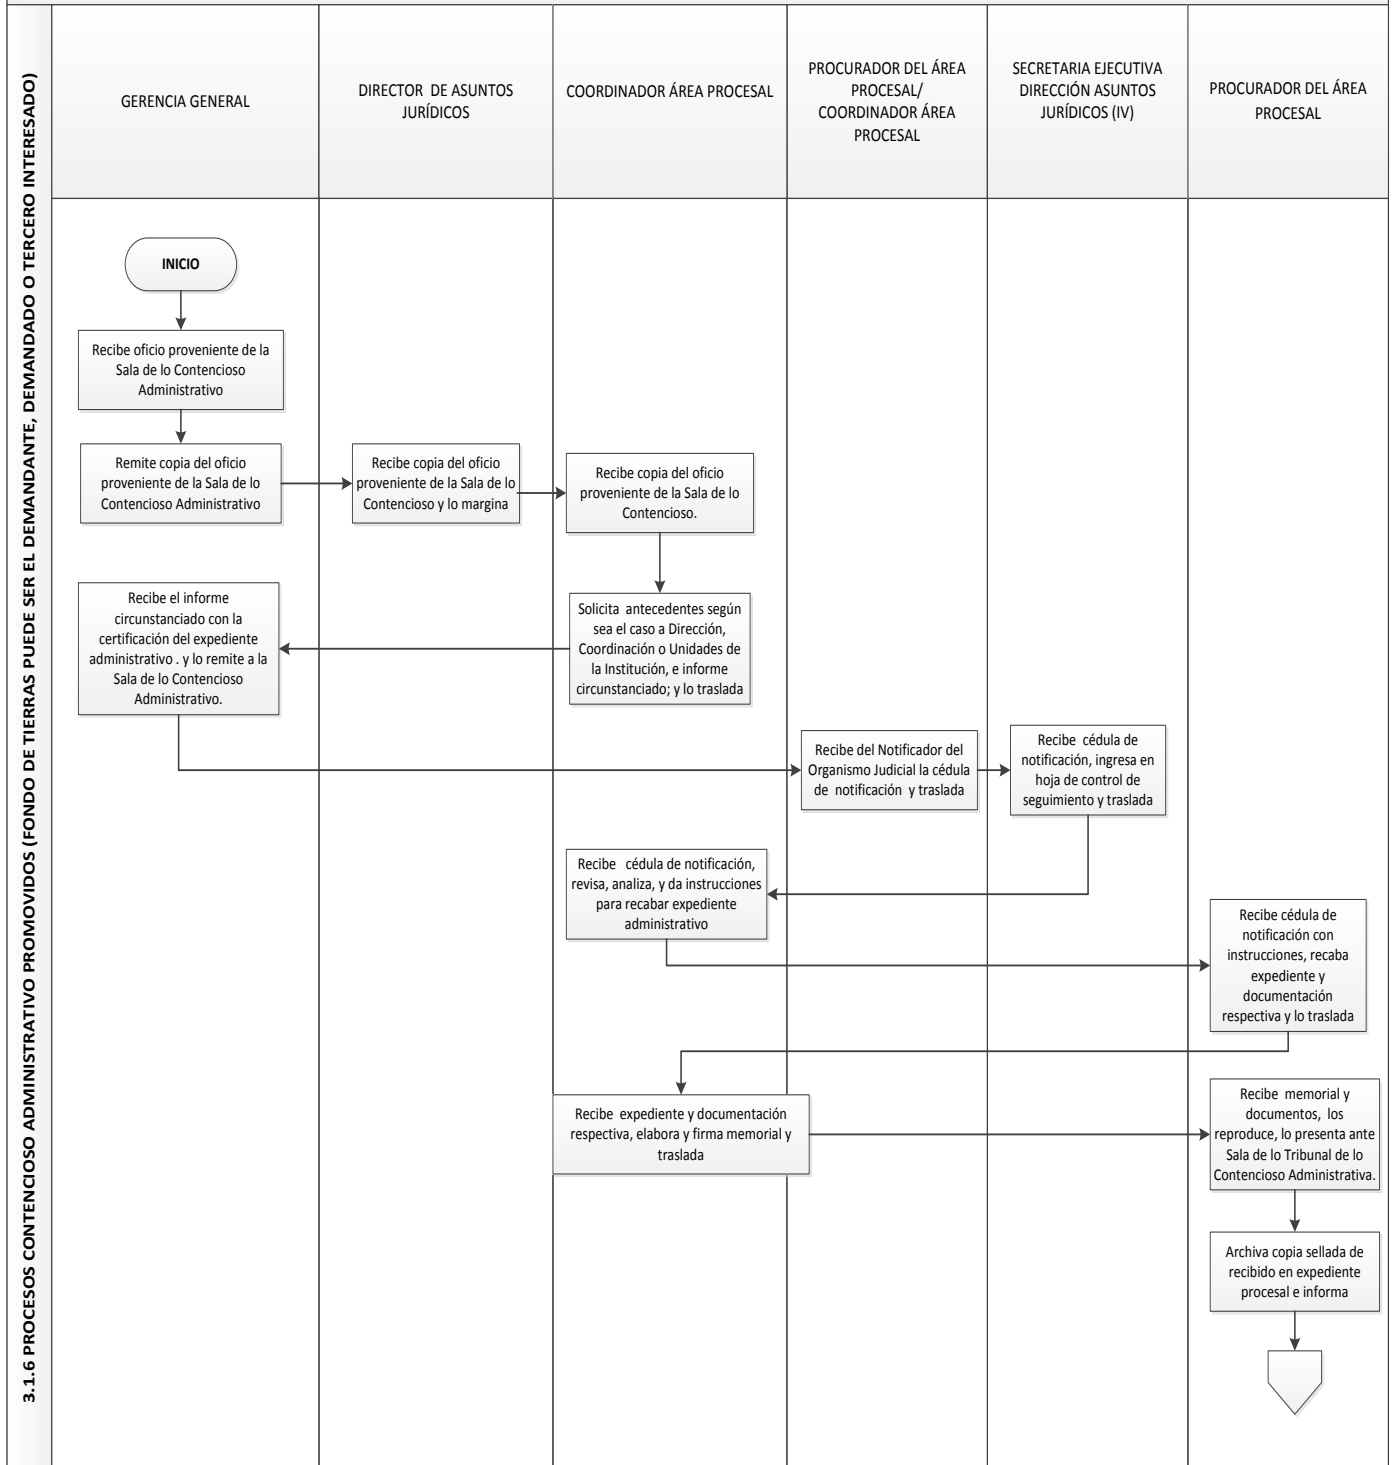 3.1.6 PROCESOS CONTENCIOSO ADMINISTRATIVO PROMOVIDOS (FONDO DE TIERRAS PUEDE SER EL DEMANDANTE, DEMANDADO O TERCERO INTERESADO)
GERENCIA GENERAL
DIRECTOR DE ASUNTOS
JURÍDICOS
COORDINADOR ÁREA PROCESAL
PROCURADOR DEL ÁREA
PROCESAL/
COORDINADOR ÁREA
PROCESAL
SECRETARIA EJECUTIVA
DIRECCIÓN ASUNTOS
JURÍDICOS (IV)
PROCURADOR DEL ÁREA
PROCESAL
INICIO
Recibe oficio proveniente de la
Sala de lo Contencioso
Administrativo
Remite copia del oficio
proveniente de la Sala de lo
Contencioso Administrativo
Recibe copia del oficio
proveniente de la Sala de lo
Contencioso y lo margina
Recibe copia del oficio
proveniente de la Sala de lo
Contencioso.
Solicita antecedentes según
sea el caso a Dirección,
Coordinación o Unidades de
la Institución, e informe
circunstanciado; y lo traslada
Recibe el informe
circunstanciado con la
certificación del expediente
administrativo . y lo remite a la
Sala de lo Contencioso
Administrativo.
Recibe del Notificador del
Organismo Judicial la cédula
de notificación y traslada
Recibe cédula de
notificación, ingresa en
hoja de control de
seguimiento y traslada
Recibe cédula de notificación,
revisa, analiza, y da instrucciones
para recabar expediente
administrativo
Recibe cédula de
notificación con
instrucciones, recaba
expediente y
documentación
respectiva y lo traslada
Recibe expediente y documentación
respectiva, elabora y firma memorial y
traslada
Recibe memorial y
documentos, los
reproduce, lo presenta ante
Sala de lo Tribunal de lo
Contencioso Administrativa.
Archiva copia sellada de
recibido en expediente
procesal e informa